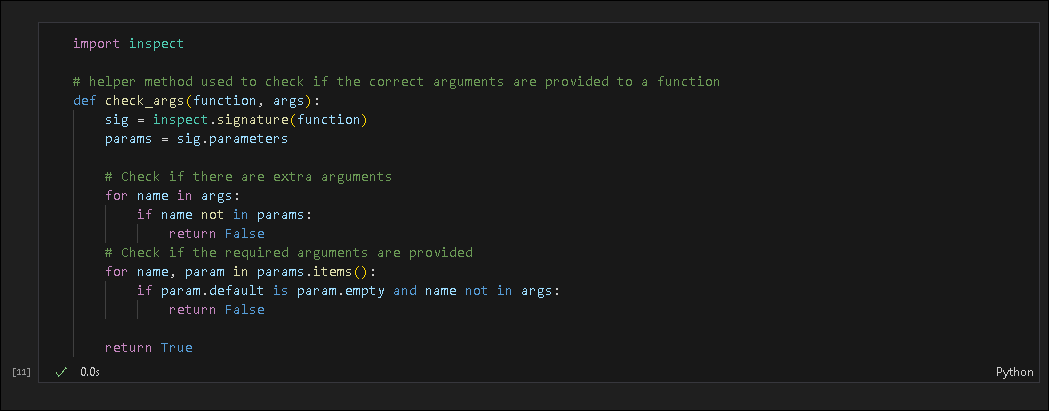 import inspect
# helper method used to check if the correct arguments are provided to a function
def check_args(function, args):
    sig = inspect.signature(function)
    params = sig.parameters
    # Check if there are extra arguments
    for name in args:
        if name not in params:
            return False
    # Check if the required arguments are provided
    for name, param in params.items():
        if param.default is param.empty and name not in args:
            return False
    return True
[11] ✓ 0.0s Python